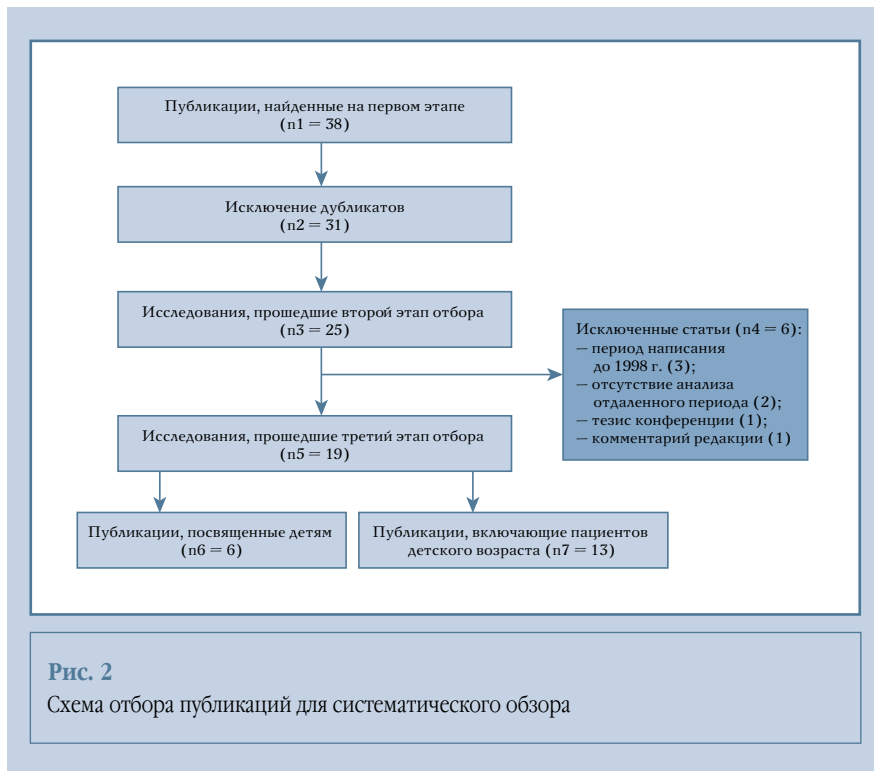 Публикации, найденные на первом этапе
(n1 = 38)
Исключение дубликатов
(n2 = 31)
Исследования, прошедшие второй этап отбора
(n3 = 25)
Исключенные статьи (n4 = 6):
– период написания
до 1998 г. (3);
– отсутствие анализа
отдаленного периода (2);
– тезис конференции (1);
– комментарий редакции (1)
Исследования, прошедшие третий этап отбора
(n5 = 19)
Публикации, посвященные детям
(n6 = 6)
Публикации, включающие пациентов
детского возраста (n7 = 13)
Рис. 2
Схема отбора публикаций для систематического обзора